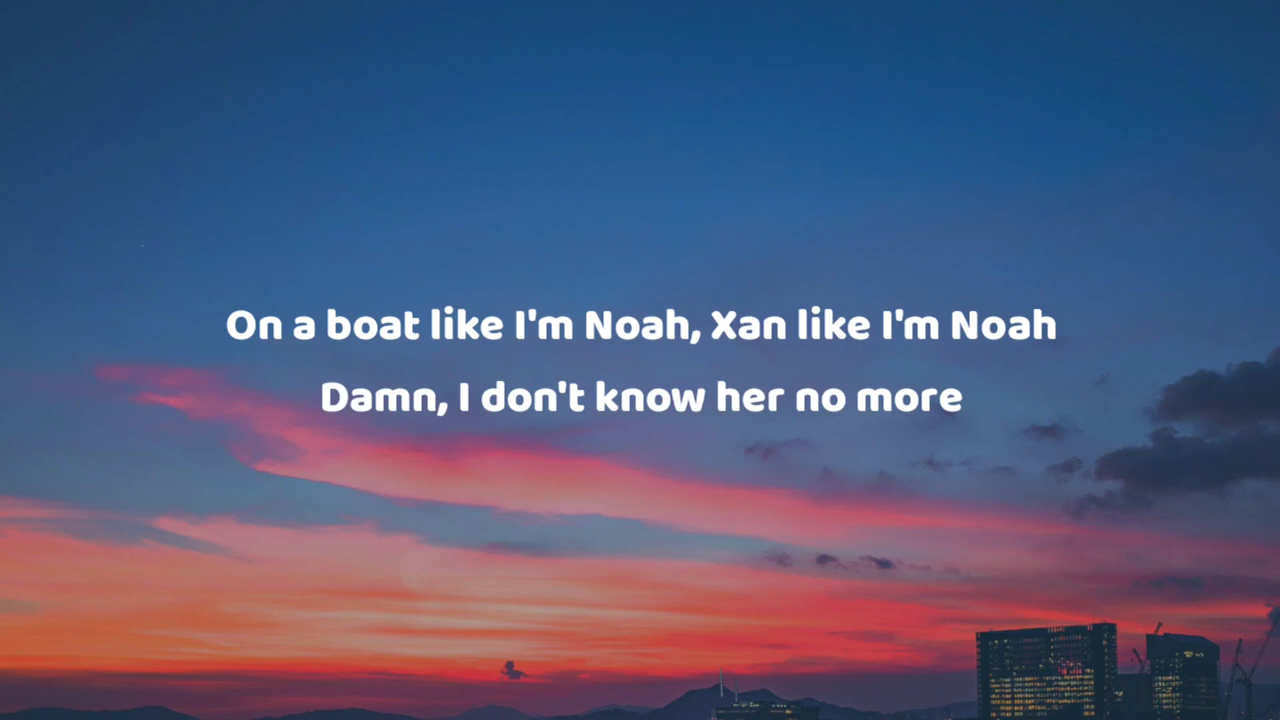 On a boat like I'm Noah, Xan like I'm Noah
Damn, I don't know her no more